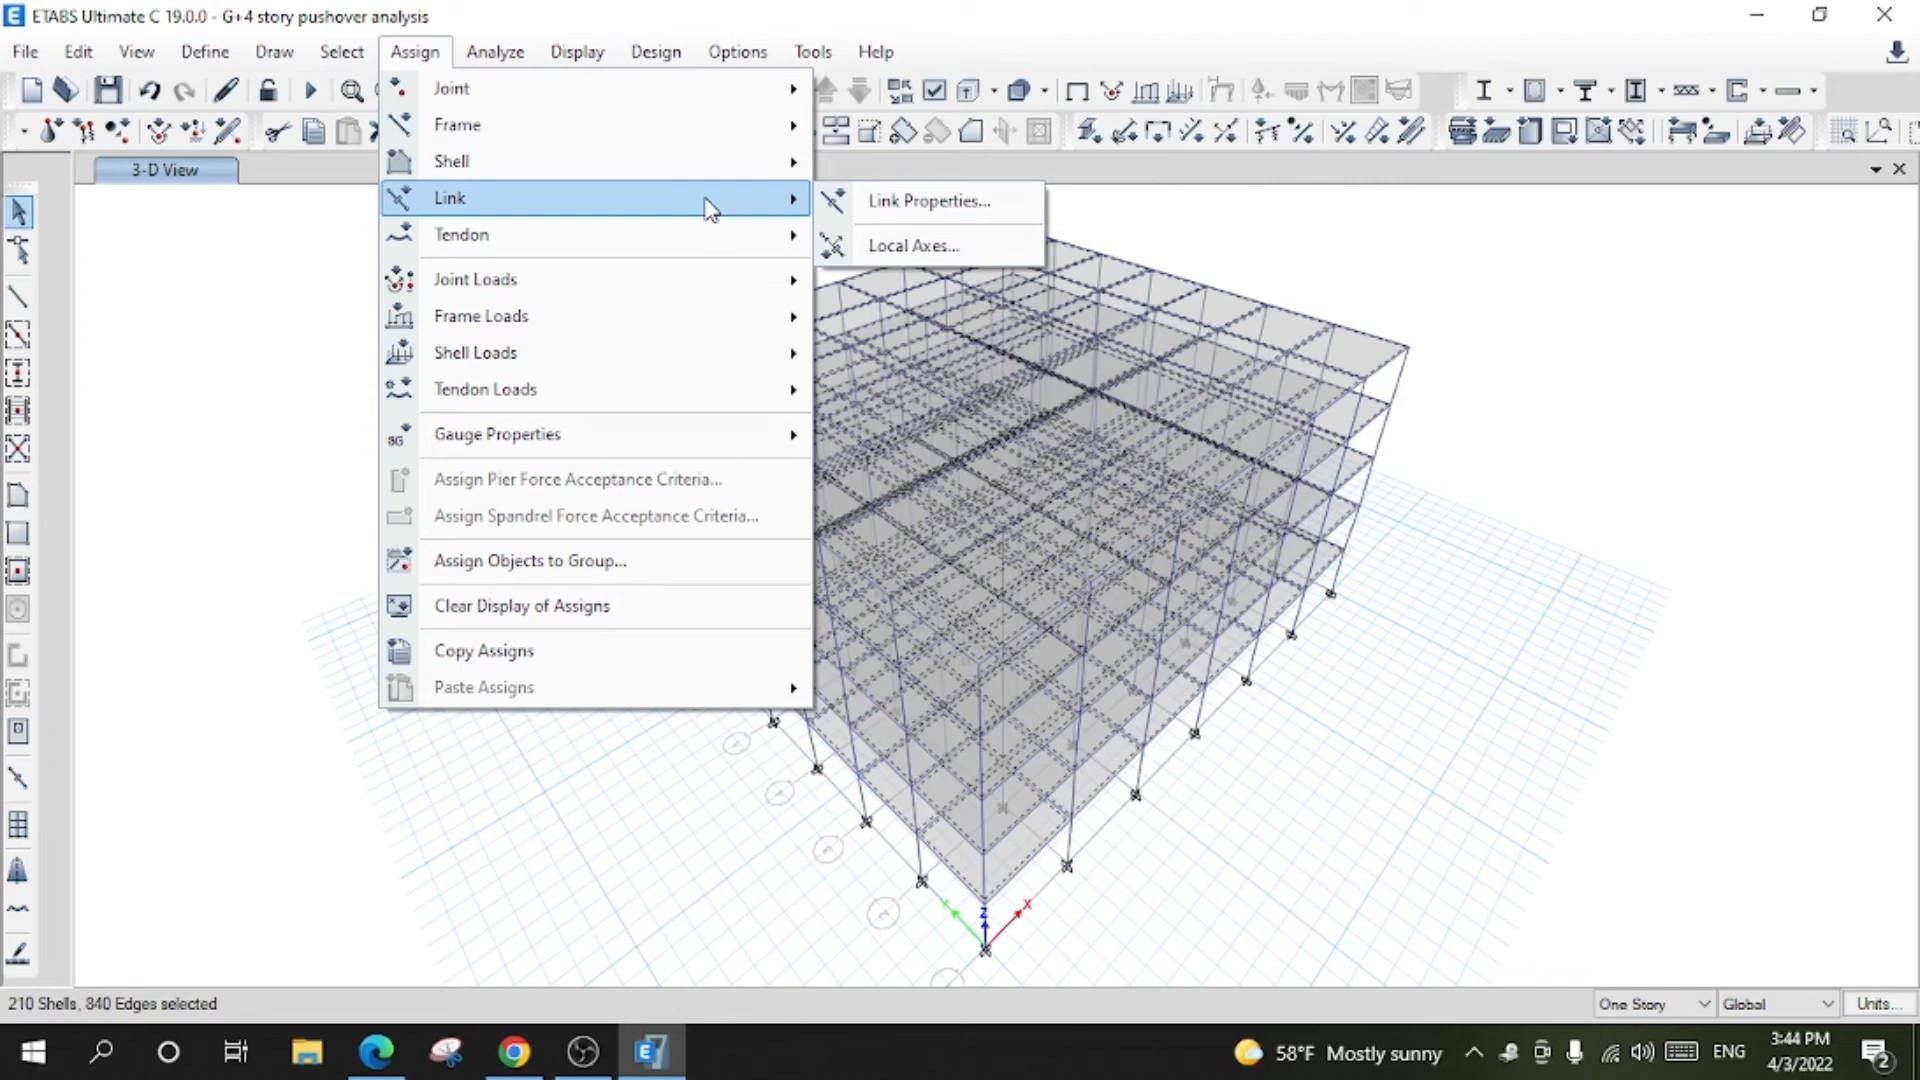 ETABS Ultimate C 19.0.0 - G+4 story pushover analysis
File Edit View Define Draw Select Assign Analyze Display Design Options Tools Help
3-D View
Joint
Frame
Shell
Link
Link Properties...
Tendon
Local Axes...
Joint Loads
Frame Loads
Shell Loads
Tendon Loads
Gauge Properties
Assign Pier Force Acceptance Criteria...
Assign Spandrel Force Acceptance Criteria...
Assign Objects to Group...
Clear Display of Assigns
Copy Assigns
Paste Assigns
Z
X
210 Shells, 840 Edges selected
One Story
Global
Units...
58°F Mostly sunny
ENG
3:44 PM
4/3/2022
2